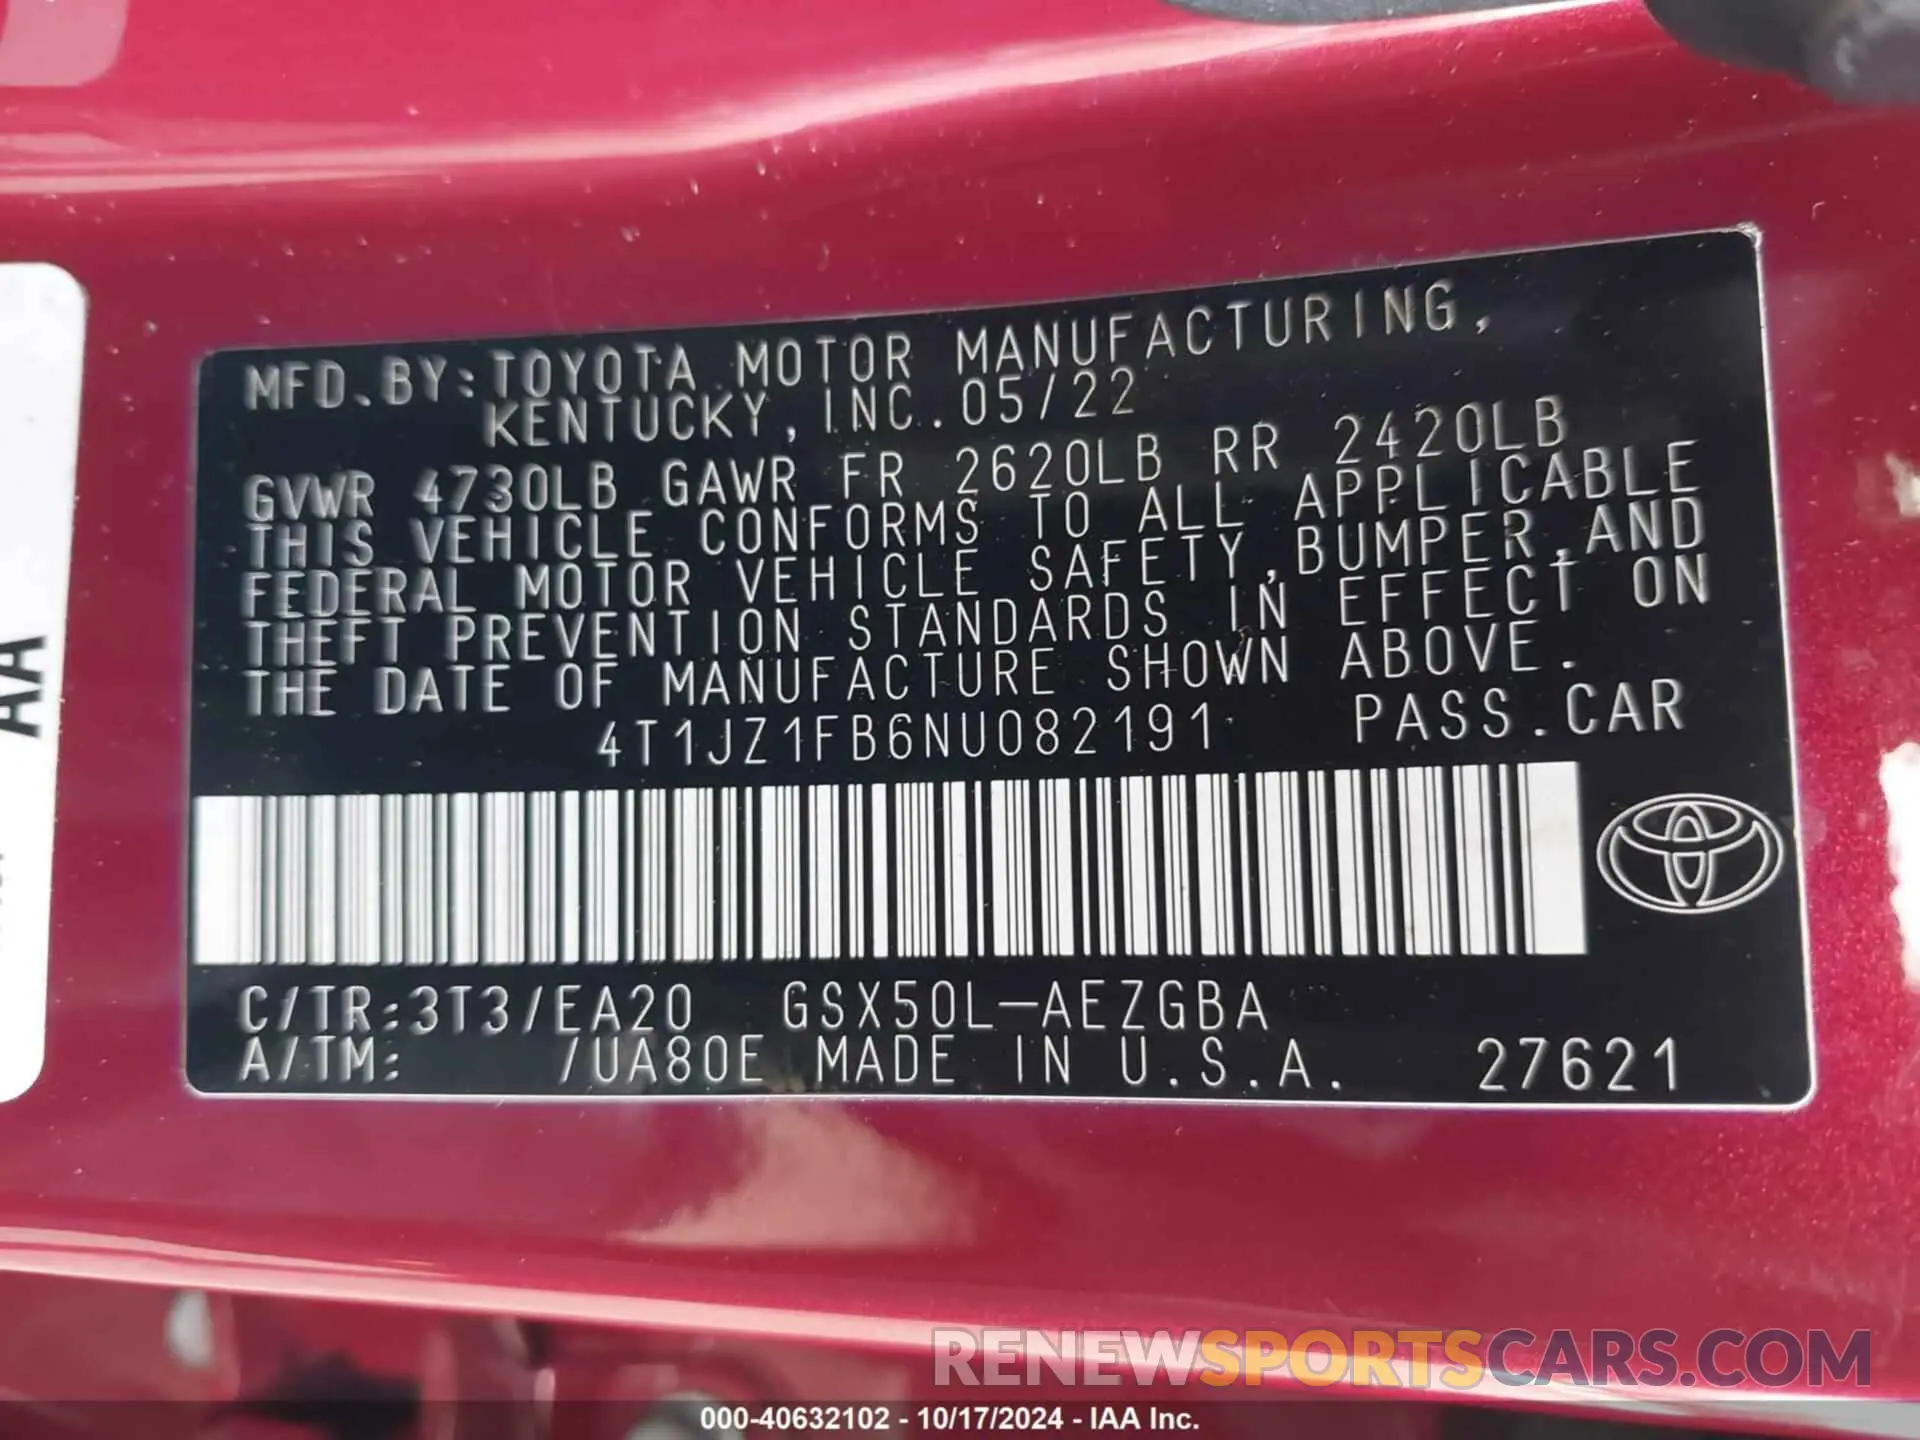 MFD.BY:TOYOTA MOTOR MANUFACTURING,
KENTUCKY, INC. 05/22
GVWR 4730LB GAWR FR 2620LB RR 2420LB
THIS VEHICLE CONFORMS TO ALL APPLICABLE
FEDERAL MOTOR VEHICLE SAFETY, BUMPER, AND
THEFT PREVENTION STANDARDS IN EFFECT ON
THE DATE OF MANUFACTURE SHOWN ABOVE.
4T1JZ1FB6NU082191 PASS.CAR
C/TR:3T3/EA20 GSX50L-AEZGBA
A/TM: /UA80E MADE IN U.S.A. 27621
AA
RENEWSPORTSCARS.COM
000-40632102 - 10/17/2024 - IAA Inc.